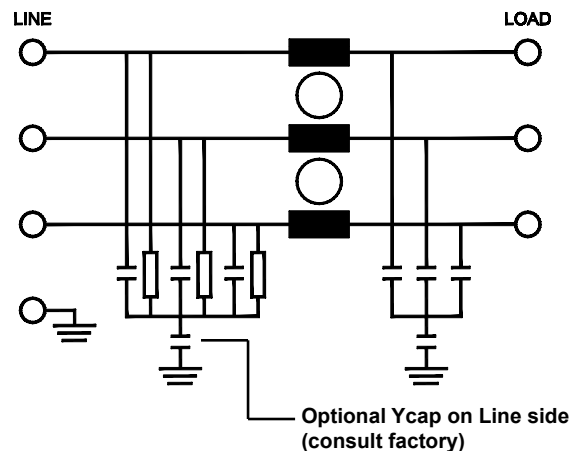 LINE
LOAD
Optional Ycap on Line side
(consult factory)